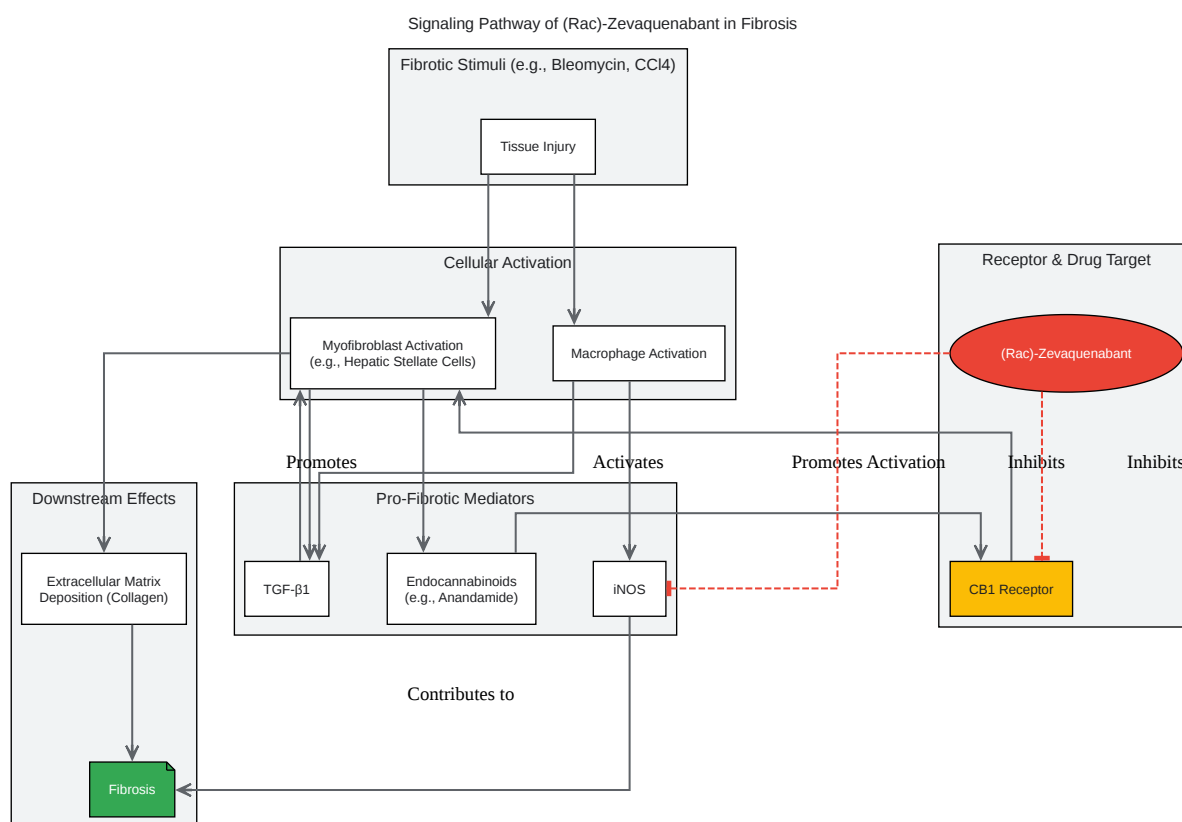 Signaling Pathway of (Rac)-Zevaquenabant in Fibrosis
Fibrotic Stimuli (e.g., Bleomycin, CCl4)
Tissue Injury
Cellular Activation
Receptor & Drug Target
Myofibroblast Activation
(e.g., Hepatic Stellate Cells)
Macrophage Activation
(Rac)-Zevaquenabant
Promotes
Activates
Promotes Activation
Inhibits
Inhibits
Downstream Effects
Pro-Fibrotic Mediators
Extracellular Matrix
Deposition (Collagen)
TGF-β1
Endocannabinoids
(e.g., Anandamide)
iNOS
CB1 Receptor
Contributes to
Fibrosis